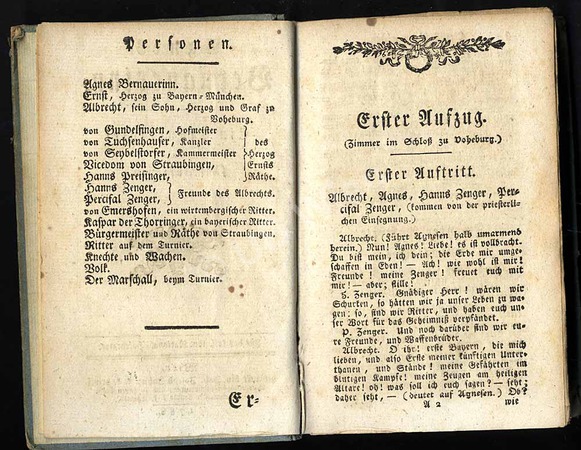 Personen.
Agnes Bernauerinn.
Ernst, Herzog zu Bayern-München.
Albrecht, sein Sohn, Herzog und Graf zu
Voheburg.
von Gundelfingen, Hofmeister
von Tuchsenhauser, Kanzler
von Seybelstorfer, Kammermeister
Vicedom von Straubingen,
Hanns Preisinger,
des
Herzog
Ernsts
Räthe.
Hanns Zenger,
Percifal Zenger,
Freunde des Albrechts.
von Emershofen, ein wirtembergischer Ritter.
Kaspar der Thorringer, ein bayerischer Ritter.
Bürgermeister und Räthe von Straubingen.
Ritter auf dem Turnier.
Knechte, und Wachen.
Volk.
Der Marschall, beym Turnier.
Er-
Erster Aufzug.
(Zimmer im Schloß zu Voheburg.)
Erster Auftritt.
Albrecht, Agnes, Hanns Zenger, Per-
cifal Zenger, (kommen von der priesterli-
chen Einsegnung.)
Albrecht. (Führt Agnesen halb umarmend
herein.) Nun! Agnes! Liebe! es ist vollbracht.
Du bist mein, ich dein; die Erde mir umge-
schaffen in Eden! — Ach! wie wohl ist mir!
Freunde! meine Zenger! freuet euch mit
mir! — aber; stille!
H. Zenger. Gnädiger Herr! wären wir
Schurken, so hätten wir ja unser Leben zu wa-
gen; so, sind wir Ritter, und haben euch un-
ser Wort für das Geheimniß verpfändet.
P. Zenger. Und noch darüber sind wir eu-
re Freunde, und Waffenbrüder.
Albrecht. O ihr! erste Bayern, die mich
lieben, und also Erste meiner künftigen Unter-
thanen, und Stände! meine Gefährten im
blutigen Kampfe! meine Zeugen am heiligen
Altare! oh! was soll ich euch sagen? — seht;
daher seht, — (deutet auf Agnesen.) Ob?
A 2
wie